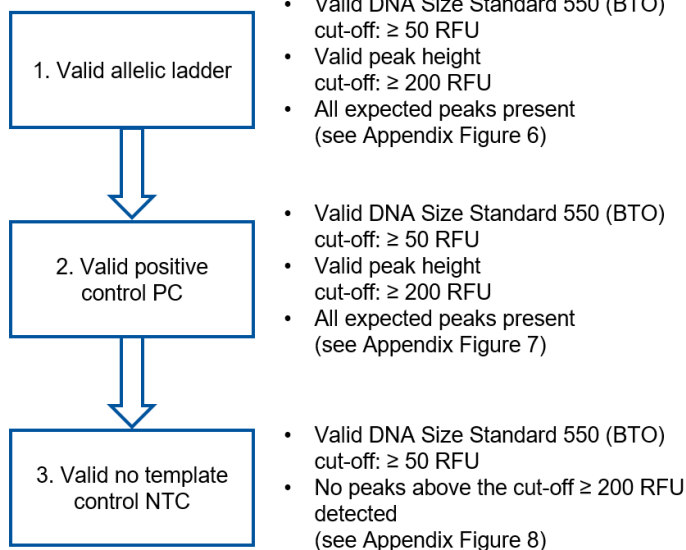 • Valid DNA Size Standard 550 (BTO)
cut-off: ≥ 50 RFU
1. Valid allelic ladder
• Valid peak height
cut-off: ≥ 200 RFU
• All expected peaks present
(see Appendix Figure 6)
• Valid DNA Size Standard 550 (BTO)
cut-off: ≥ 50 RFU
2. Valid positive
control PC
• Valid peak height
cut-off: ≥ 200 RFU
• All expected peaks present
(see Appendix Figure 7)
• Valid DNA Size Standard 550 (BTO)
cut-off: ≥ 50 RFU
3. Valid no template
control NTC
• No peaks above the cut-off ≥ 200 RFU
detected
(see Appendix Figure 8)